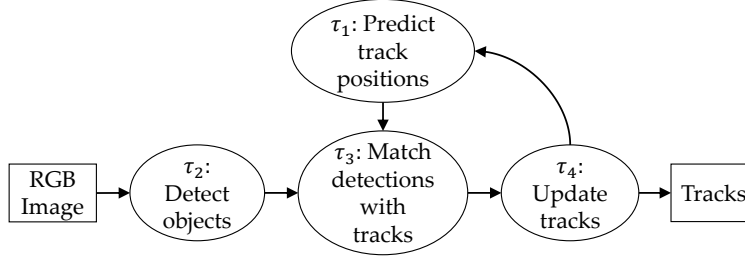 τ₁: Predict
track
positions
RGB
Image
τ₂:
Detect
objects
τ₃: Match
detections
with
tracks
τ₄:
Update
tracks
Tracks